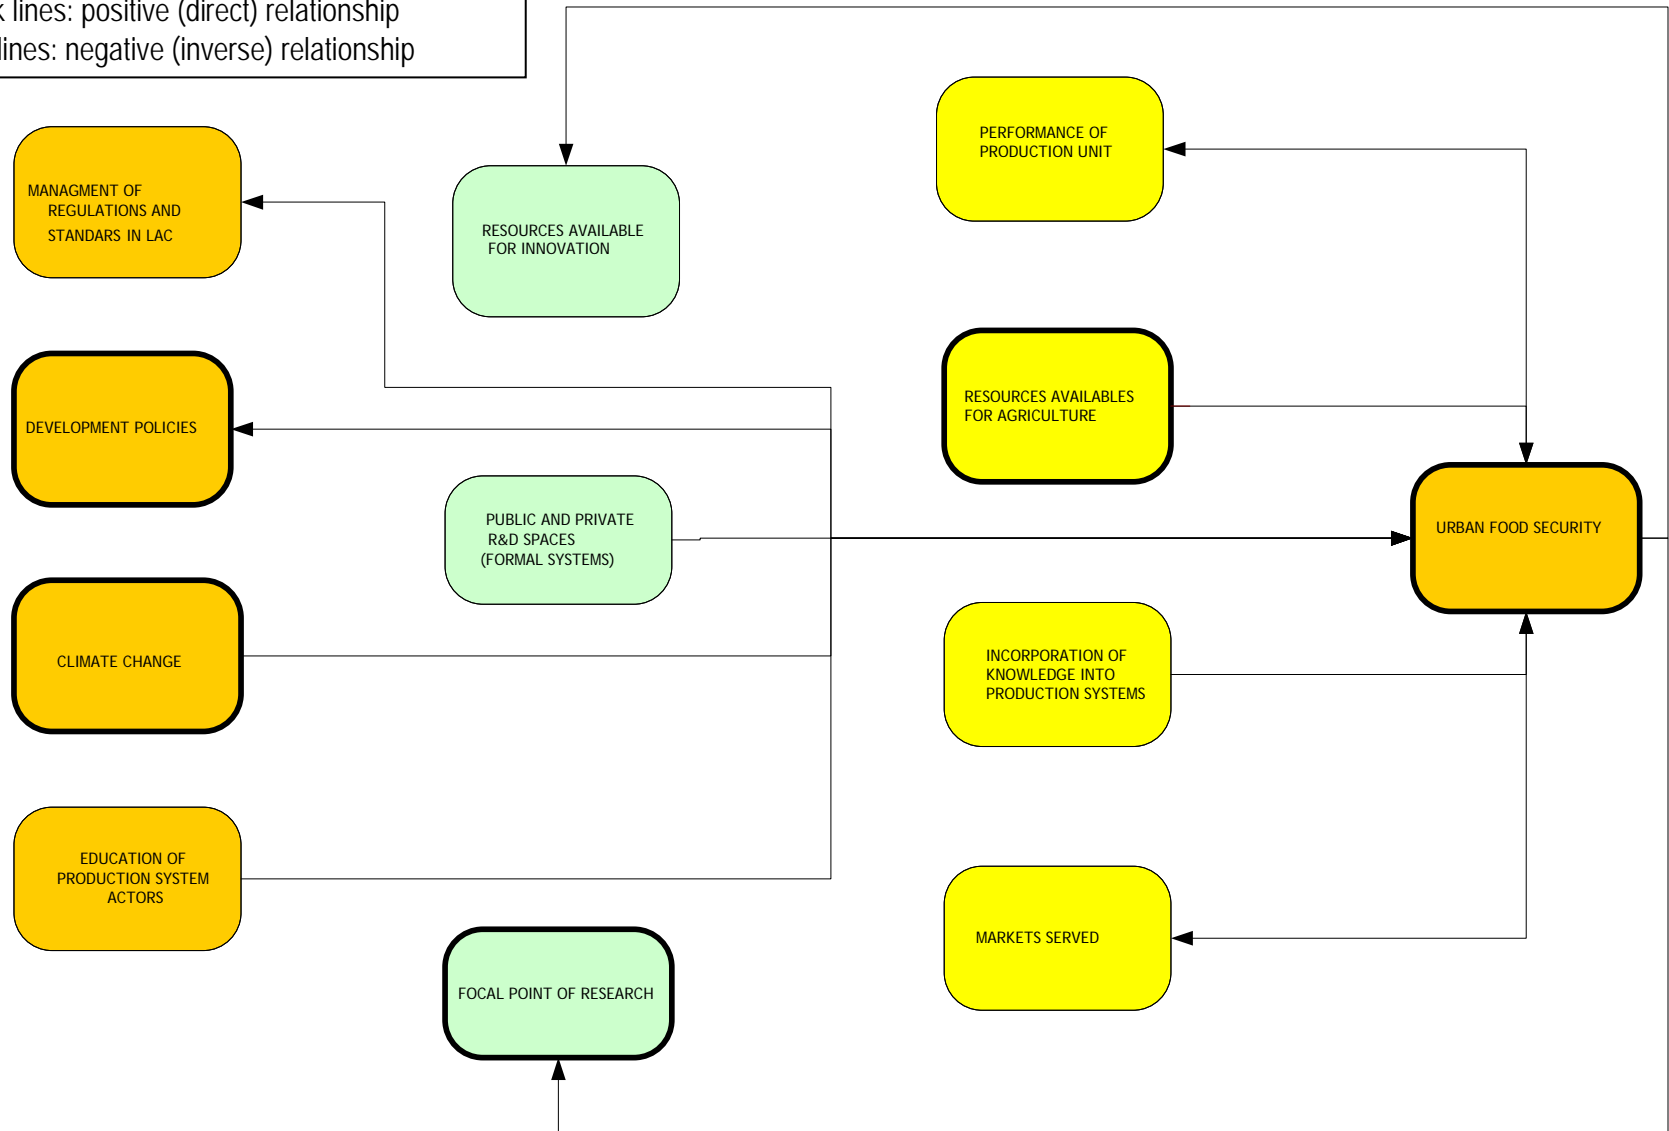 lines: positive (direct) relationship
lines: negative (inverse) relationship
PERFORMANCE OF
PRODUCTION UNIT
MANAGMENT OF
REGULATIONS AND
STANDARS IN LAC
RESOURCES AVAILABLE
FOR INNOVATION
RESOURCES AVAILABLES
FOR AGRICULTURE
DEVELOPMENT POLICIES
PUBLIC AND PRIVATE
R&D SPACES
(FORMAL SYSTEMS)
URBAN FOOD SECURITY
CLIMATE CHANGE
INCORPORATION OF
KNOWLEDGE INTO
PRODUCTION SYSTEMS
EDUCATION OF
PRODUCTION SYSTEM
ACTORS
MARKETS SERVED
FOCAL POINT OF RESEARCH